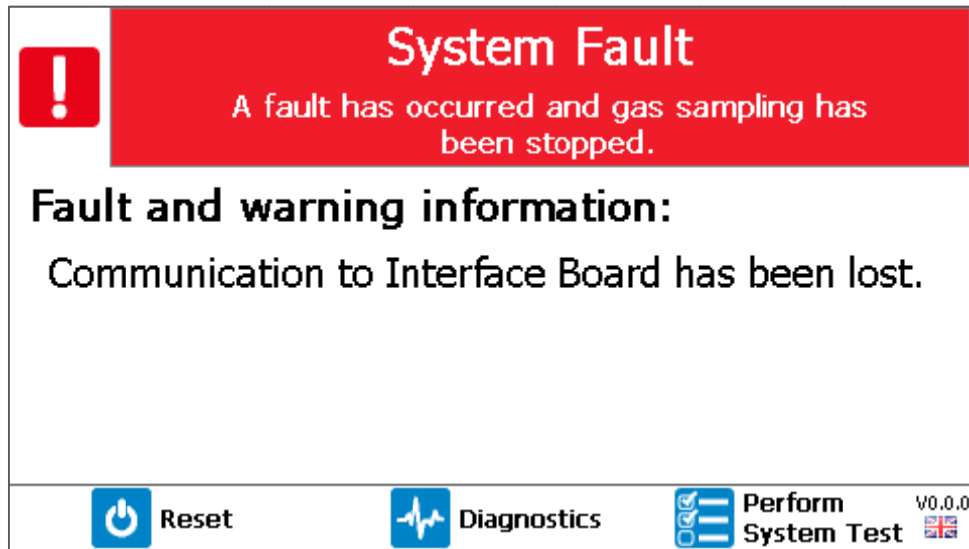 System Fault
A fault has occurred and gas sampling has
been stopped.
Fault and warning information:
Communication to Interface Board has been lost.
Reset
Diagnostics
Perform
System Test
V0.0.0